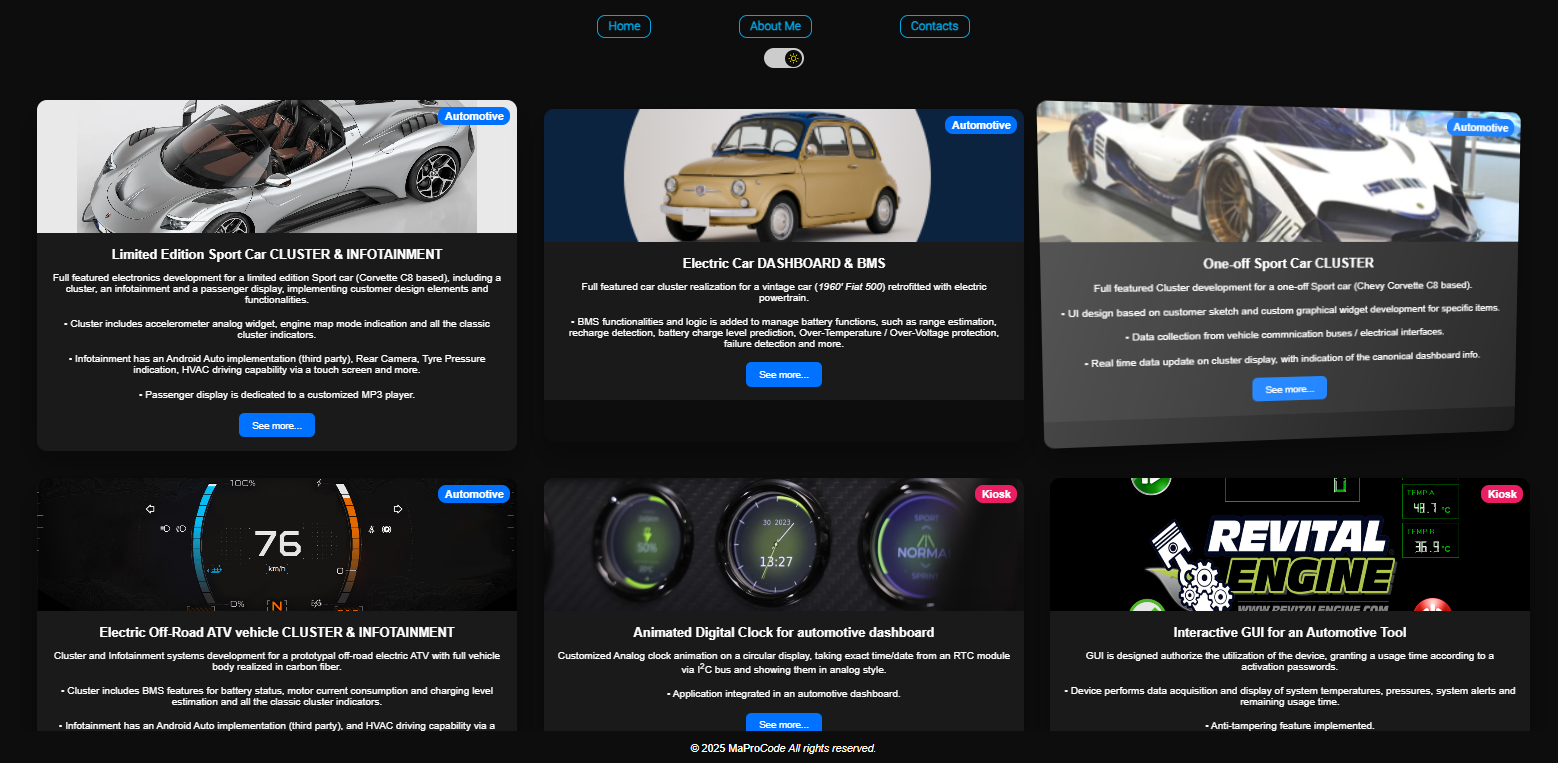 Home
About Me
Contacts
Automotive
Limited Edition Sport Car CLUSTER & INFOTAINMENT
Full featured electronics development for a limited edition Sport car (Corvette C8 based), including a
cluster, an infotainment and a passenger display, implementing customer design elements and
functionalities.
- Cluster includes accelerometer analog widget, engine map mode indication and all the classic
cluster indicators.
- Infotainment has an Android Auto implementation (third party), Rear Camera, Tyre Pressure
indication, HVAC driving capability via a touch screen and more.
- Passenger display is dedicated to a customized MP3 player.
See more...
Automotive
Electric Car DASHBOARD & BMS
Full featured car cluster realization for a vintage car (1960' Fiat 500) retrofitted with electric
powertrain.
- BMS functionalities and logic is added to manage battery functions, such as range estimation,
recharge detection, battery charge level prediction, Over-Temperature / Over-Voltage protection,
failure detection and more.
See more...
Automotive
One-off Sport Car CLUSTER
Full featured Cluster development for a one-off Sport car (Chevy Corvette C8 based).
- UI design based on customer sketch and custom graphical widget development for specific items.
- Data collection from vehicle commnication buses / electrical interfaces.
- Real time data update on cluster display, with indication of the canonical dashboard info.
See more...
Automotive
100%
76
km/h
0%
N
Electric Off-Road ATV vehicle CLUSTER & INFOTAINMENT
Cluster and Infotainment systems development for a prototypal off-road electric ATV with full vehicle
body realized in carbon fiber.
- Cluster includes BMS features for battery status, motor current consumption and charging level
estimation and all the classic cluster indicators.
- Infotainment has an Android Auto implementation (third party), and HVAC driving capability via a
Kiosk
50%
30 2023
13:27
SPORT
NORMA
SPRINT
Animated Digital Clock for automotive dashboard
Customized Analog clock animation on a circular display, taking exact time/date from an RTC module
via I²C bus and showing them in analog style.
- Application integrated in an automotive dashboard.
See more...
Kiosk
TEMP A
48.7 °C
TEMP B
36.9 °C
REVITAL
ENGINE
WWW.REVITALENGINE.COM
Interactive GUI for an Automotive Tool
GUI is designed authorize the utilization of the device, granting a usage time according to a
activation passwords.
- Device performs data acquisition and display of system temperatures, pressures, system alerts and
remaining usage time.
- Anti-tampering feature implemented.
© 2025 MaProCode All rights reserved.